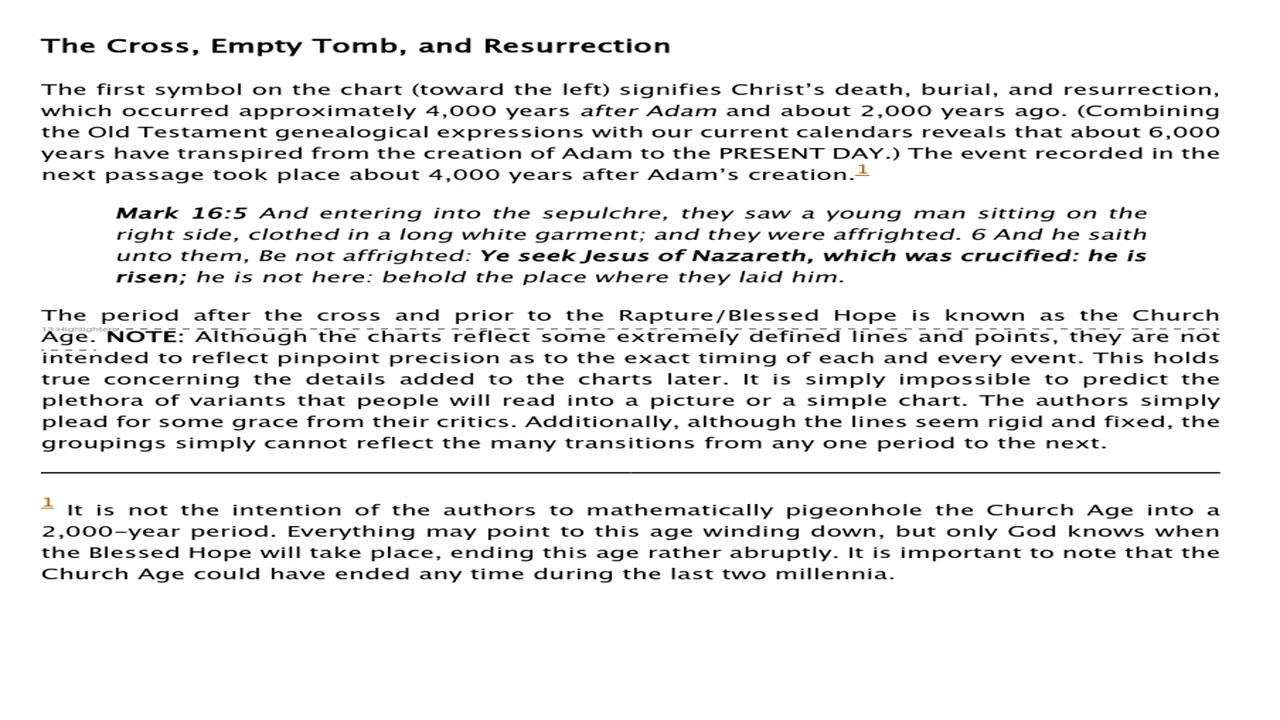 The Cross, Empty Tomb, and Resurrection
The first symbol on the chart (toward the left) signifies Christ’s death, burial, and resurrection,
which occurred approximately 4,000 years after Adam and about 2,000 years ago. (Combining
the Old Testament genealogical expressions with our current calendars reveals that about 6,000
years have transpired from the creation of Adam to the PRESENT DAY.) The event recorded in the
next passage took place about 4,000 years after Adam’s creation.1
Mark 16:5 And entering into the sepulchre, they saw a young man sitting on the
right side, clothed in a long white garment; and they were affrighted. 6 And he saith
unto them, Be not affrighted: Ye seek Jesus of Nazareth, which was crucified: he is
risen; he is not here: behold the place where they laid him.
The period after the cross and prior to the Rapture/Blessed Hope is known as the Church
13 Highlighters
Age. NOTE: Although the charts reflect some extremely defined lines and points, they are not
intended to reflect pinpoint precision as to the exact timing of each and every event. This holds
true concerning the details added to the charts later. It is simply impossible to predict the
plethora of variants that people will read into a picture or a simple chart. The authors simply
plead for some grace from their critics. Additionally, although the lines seem rigid and fixed, the
groupings simply cannot reflect the many transitions from any one period to the next.
1 It is not the intention of the authors to mathematically pigeonhole the Church Age into a
2,000–year period. Everything may point to this age winding down, but only God knows when
the Blessed Hope will take place, ending this age rather abruptly. It is important to note that the
Church Age could have ended any time during the last two millennia.